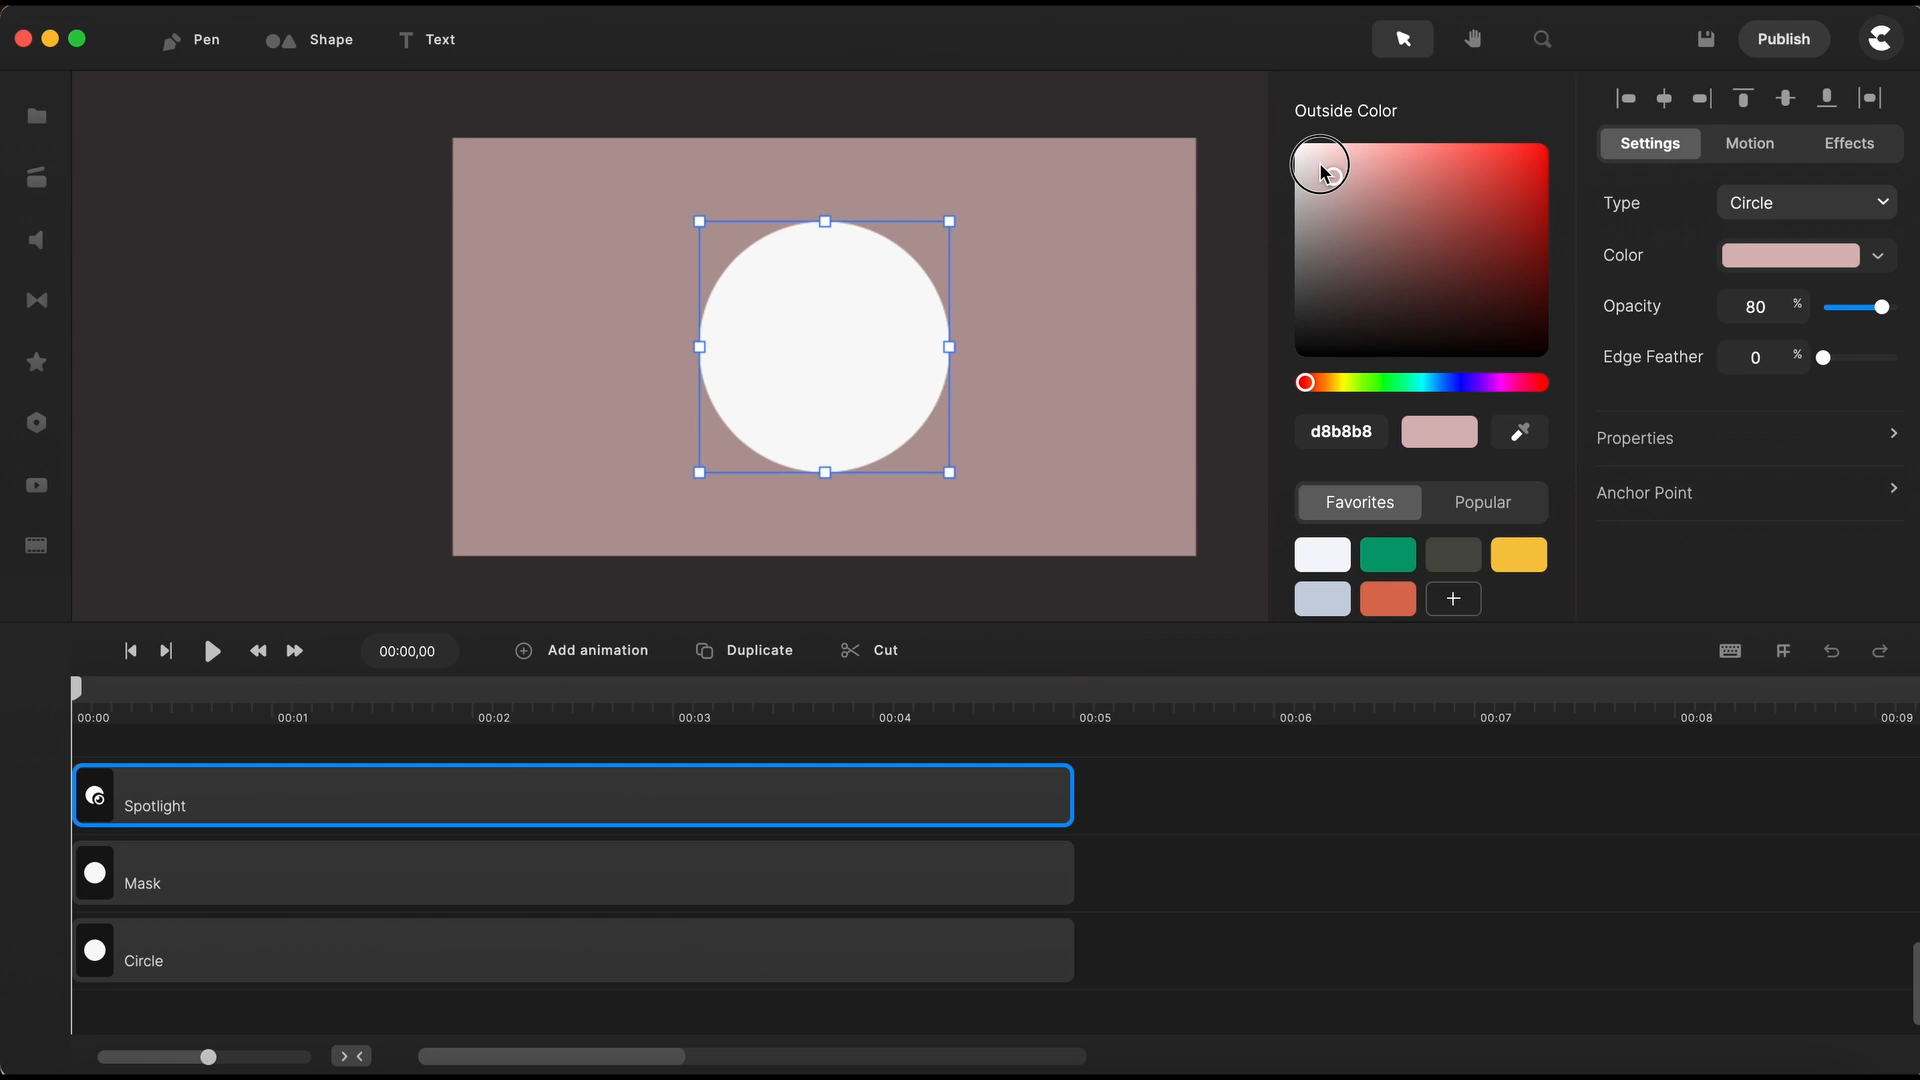 Pen
Shape
Text
Publish
Outside Color
d8b8b8
Favorites
Popular
Settings
Motion
Effects
Type
Circle
Color
Opacity
80 %
Edge Feather
0 %
Properties
Anchor Point
00:00,00
Add animation
Duplicate
Cut
00:00
00:01
00:02
00:03
00:04
00:05
00:06
00:07
00:08
00:09
Spotlight
Mask
Circle